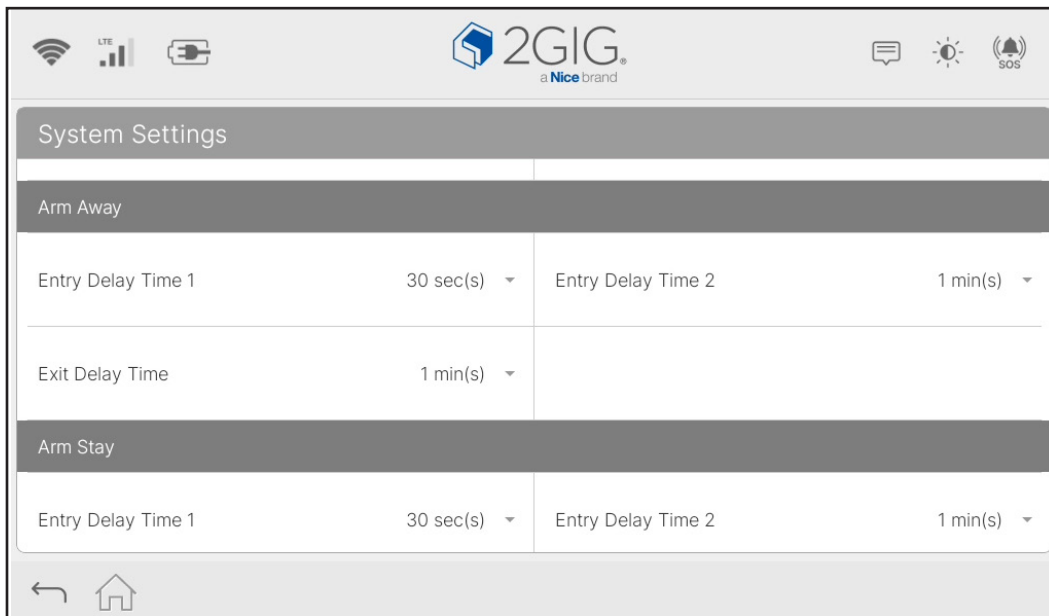 LTE
2GIG®
a Nice brand
SOS
System Settings
Arm Away
Entry Delay Time 1 30 sec(s) Entry Delay Time 2 1 min(s)
Exit Delay Time 1 min(s)
Arm Stay
Entry Delay Time 1 30 sec(s) Entry Delay Time 2 1 min(s)